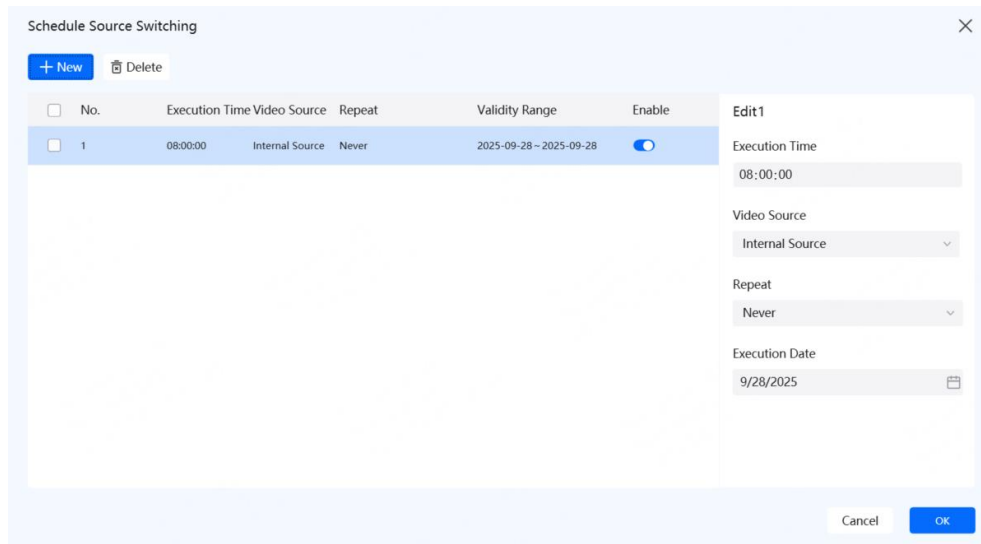 Schedule Source Switching
New Delete
No. Execution Time Video Source Repeat Validity Range Enable
1 08:00:00 Internal Source Never 2025-09-28 ~ 2025-09-28
Edit1
Execution Time
08:00:00
Video Source
Internal Source
Repeat
Never
Execution Date
9/28/2025
Cancel OK